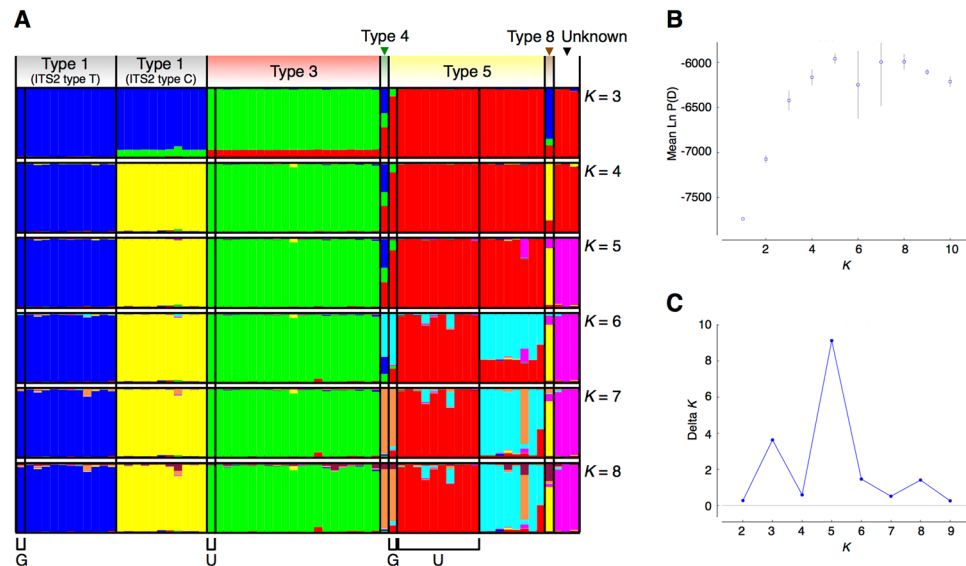 A
Type 4
Type 8
Unknown
Type 1
(ITS2 type T)
Type 1
(ITS2 type C)
Type 3
Type 5
K = 3
K = 4
K = 5
K = 6
K = 7
K = 8
G
U
G
U
B
Mean Ln P(D)
-6000
-6500
-7000
-7500
2 4 6 8 10
K
C
Delta K
10
8
6
4
2
0
2 3 4 5 6 7 8 9
K